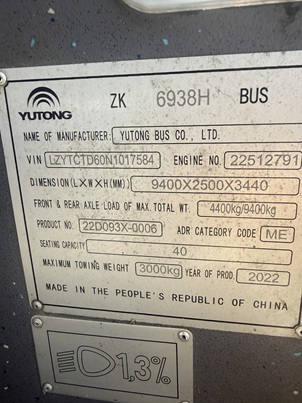 YUTONG
ZK 6938H BUS
NAME OF MANUFACTURER: YUTONG BUS CO., LTD.
VIN LZYTCTD60N1017584 ENGINE NO. 22512791
DIMENSION(L×W×H(MM)) 9400X2500X3440
FRONT & REAR AXLE LOAD OF MAX.TOTAL WT 4400kg/9400kg
PRODUCT NO. 22D093X-0006 ADR CATEGORY CODE ME
SEATING CAPACITY 40
MAXIMUM TOWING WEIGHT 3000kg YEAR OF PROD. 2022
MADE IN THE PEOPLE'S REPUBLIC OF CHINA
1,3%